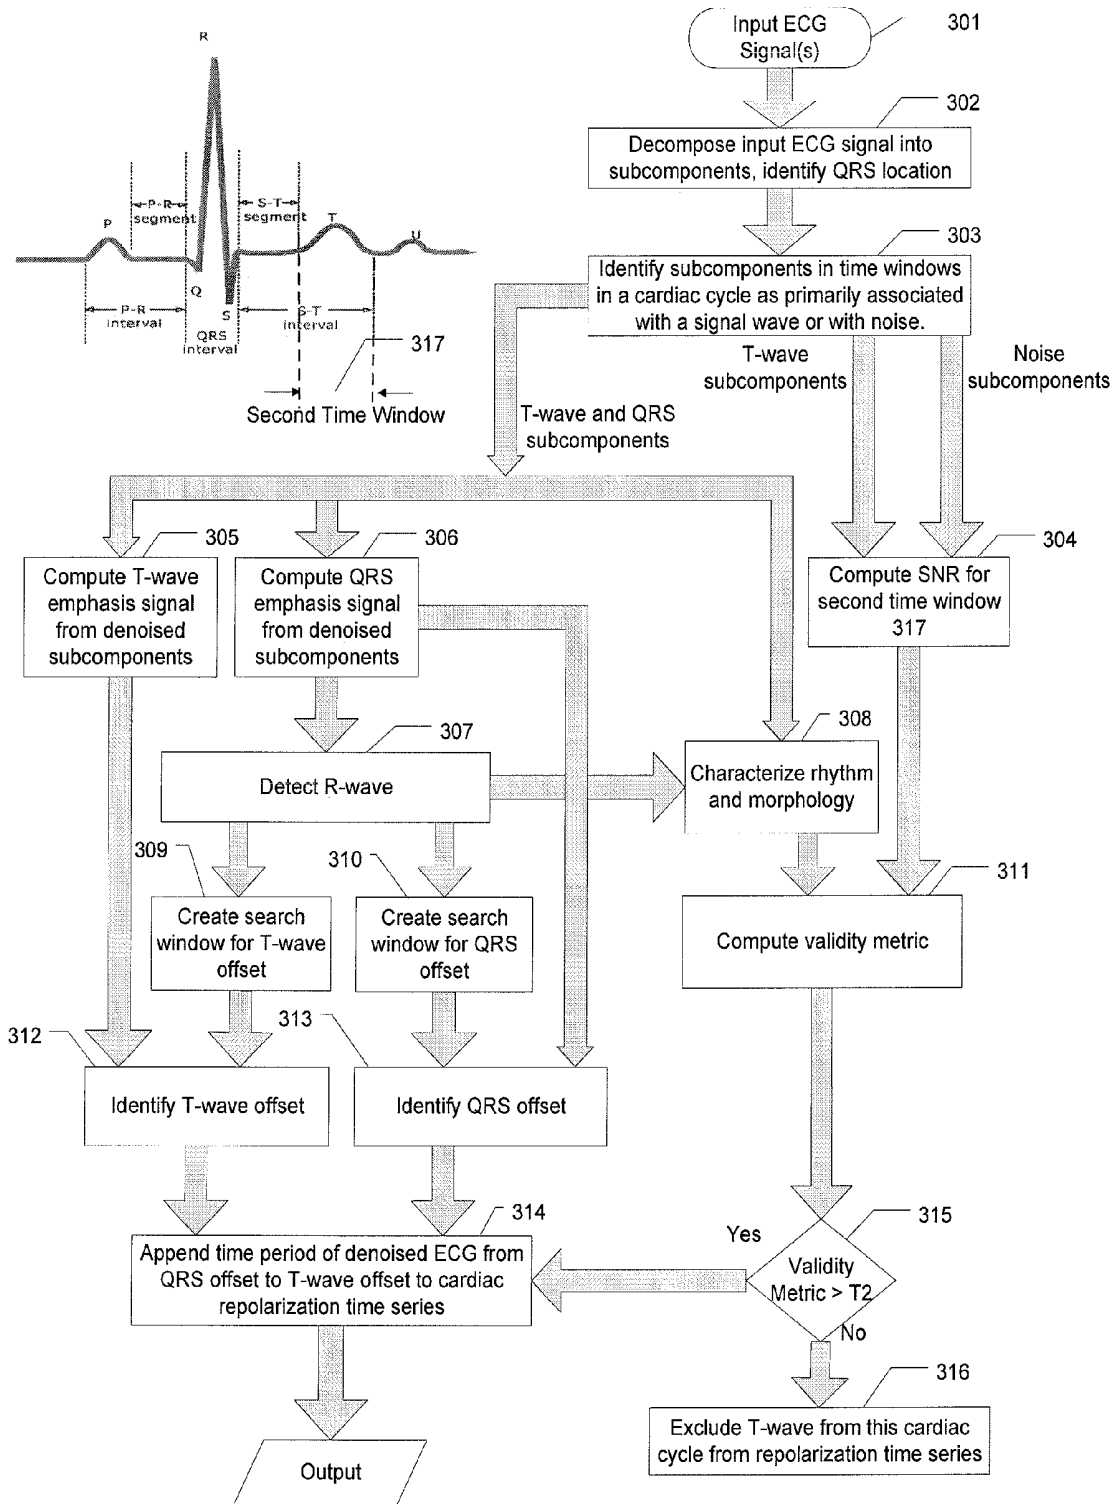 R
P-R
segment
S-T
segment
P
T
U
Q
S
P-R
interval
QRS
interval
S-T
interval
317
Second Time Window
Input ECG
Signal(s)
301
302
Decompose input ECG signal into
subcomponents, identify QRS location
303
Identify subcomponents in time windows
in a cardiac cycle as primarily associated
with a signal wave or with noise.
T-wave
subcomponents
Noise
subcomponents
T-wave and QRS
subcomponents
305
Compute T-wave
emphasis signal
from denoised
subcomponents
306
Compute QRS
emphasis signal
from denoised
subcomponents
304
Compute SNR for
second time window
317
307
Detect R-wave
308
Characterize rhythm
and morphology
309
Create search
window for T-wave
offset
310
Create search
window for QRS
offset
311
Compute validity metric
312
Identify T-wave offset
313
Identify QRS offset
314
Append time period of denoised ECG from
QRS offset to T-wave offset to cardiac
repolarization time series
315
Yes
Validity
Metric > T2
No
316
Exclude T-wave from this cardiac
cycle from repolarization time series
Output